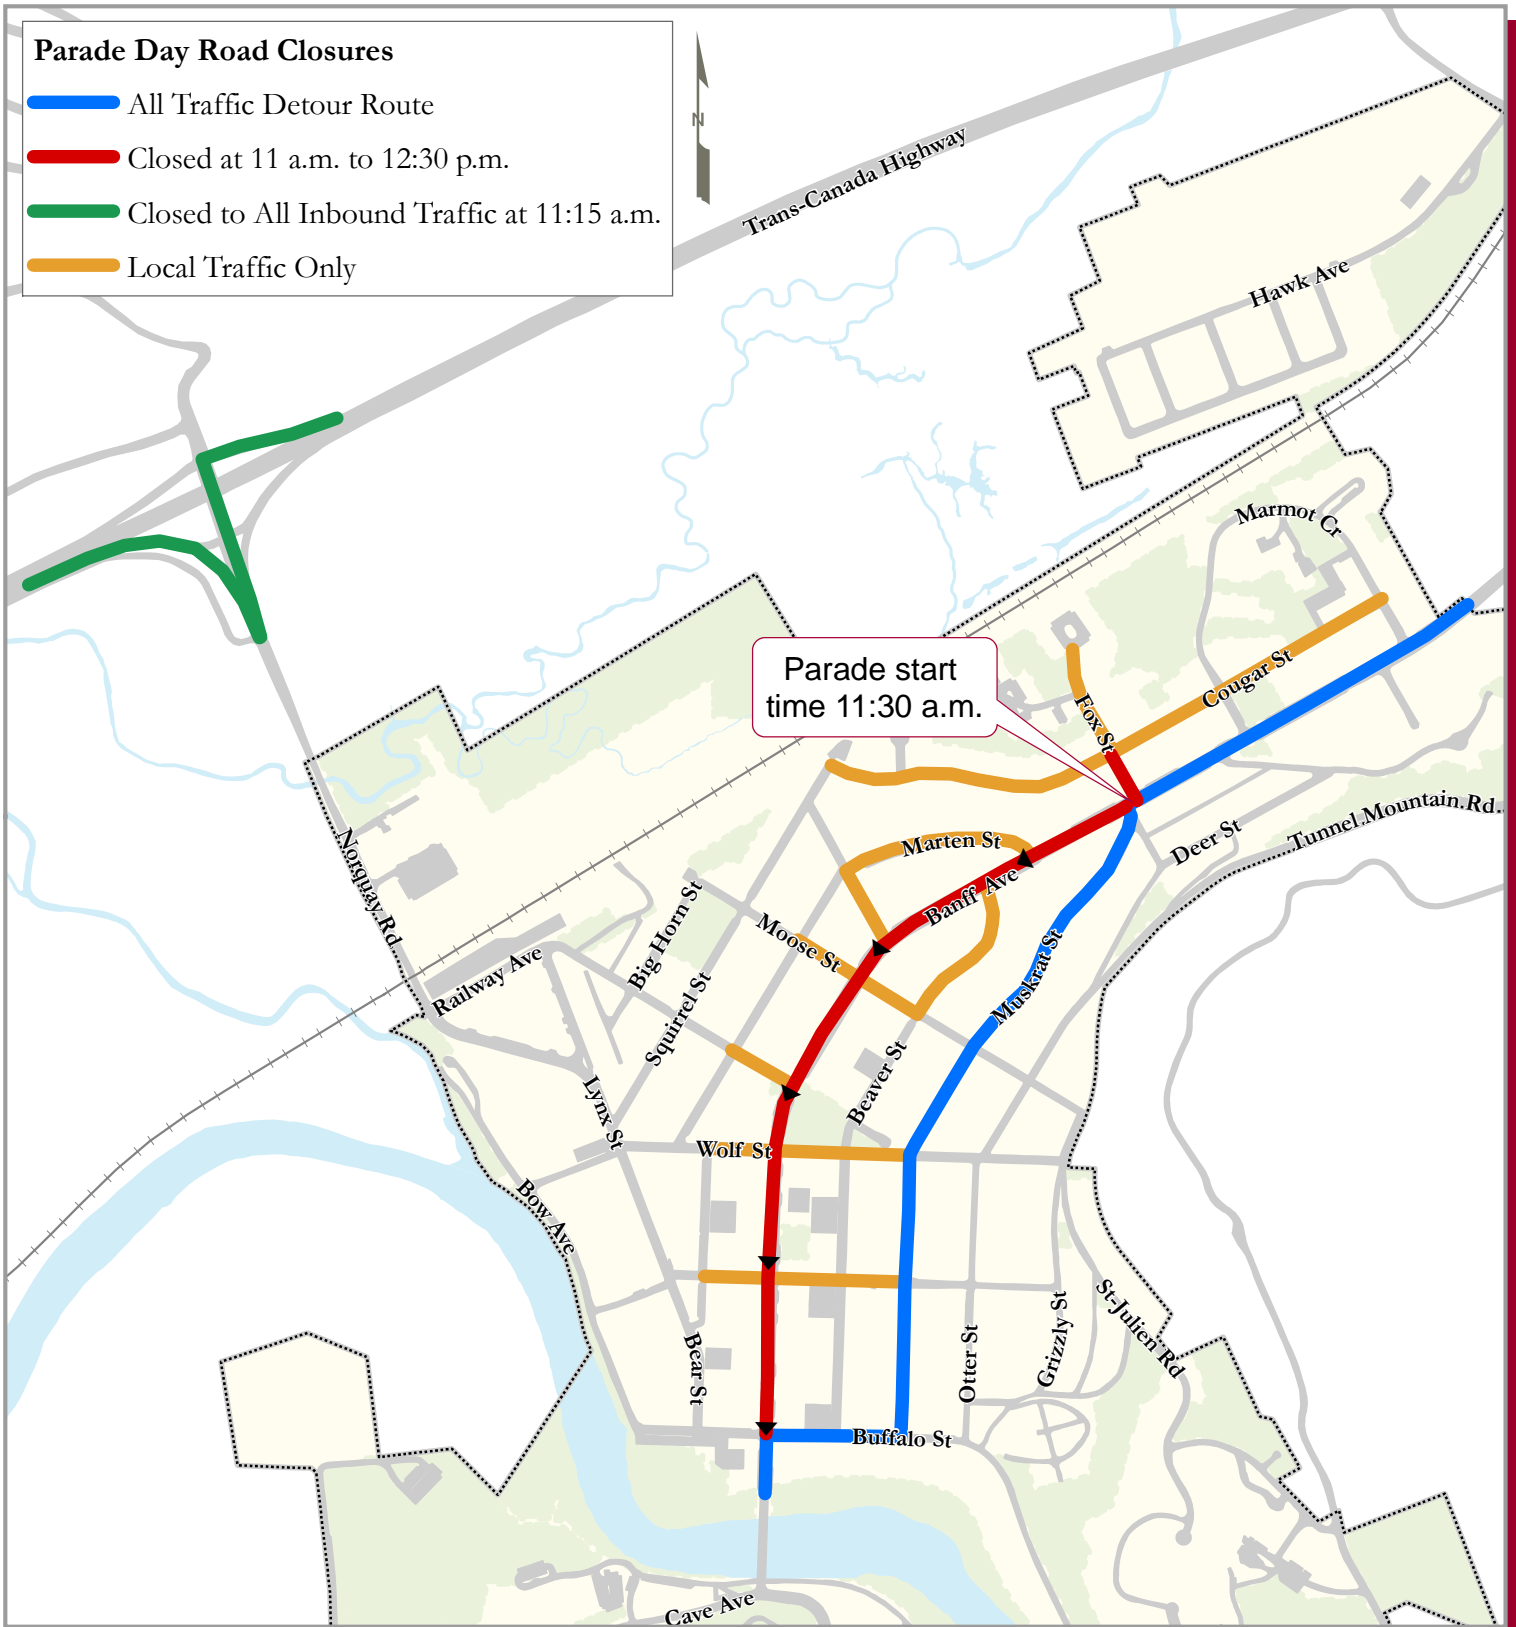 Parade Day Road Closures
All Traffic Detour Route
Closed at 11 a.m. to 12:30 p.m.
Closed to All Inbound Traffic at 11:15 a.m.
Local Traffic Only
N
Trans-Canada Highway
Hawk Ave
Marmot Cr
Parade start
time 11:30 a.m.
Cougar St
Fox St
Tunnel Mountain Rd
Deer St
Marten St
Banff Ave
Norquay Rd
Big Horn St
Moose St
Railway Ave
Muskrat St
Squirrel St
Beaver St
Lynx St
Wolf St
Bow Ave
St-Julien Rd
Grizzly St
Otter St
Bear St
Buffalo St
Cave Ave